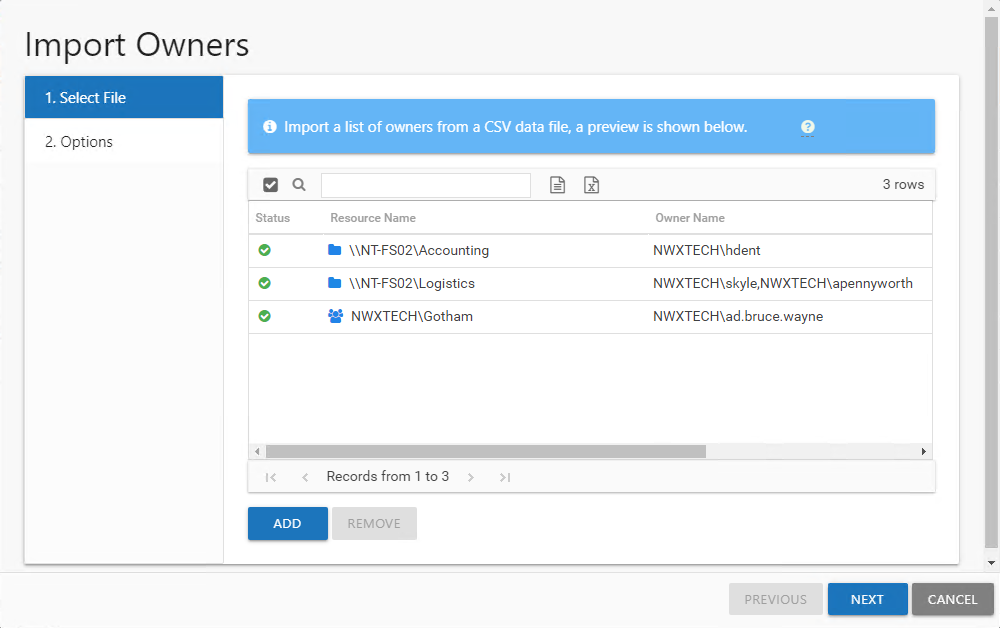 Import Owners
1. Select File
2. Options
Import a list of owners from a CSV data file, a preview is shown below.
3 rows
Status Resource Name Owner Name
\\NT-FS02\Accounting NWXTECH\hdent
\\NT-FS02\Logistics NWXTECH\skyle,NWXTECH\apennyworth
NWXTECH\Gotham NWXTECH\ad.bruce.wayne
Records from 1 to 3
ADD REMOVE
PREVIOUS NEXT CANCEL